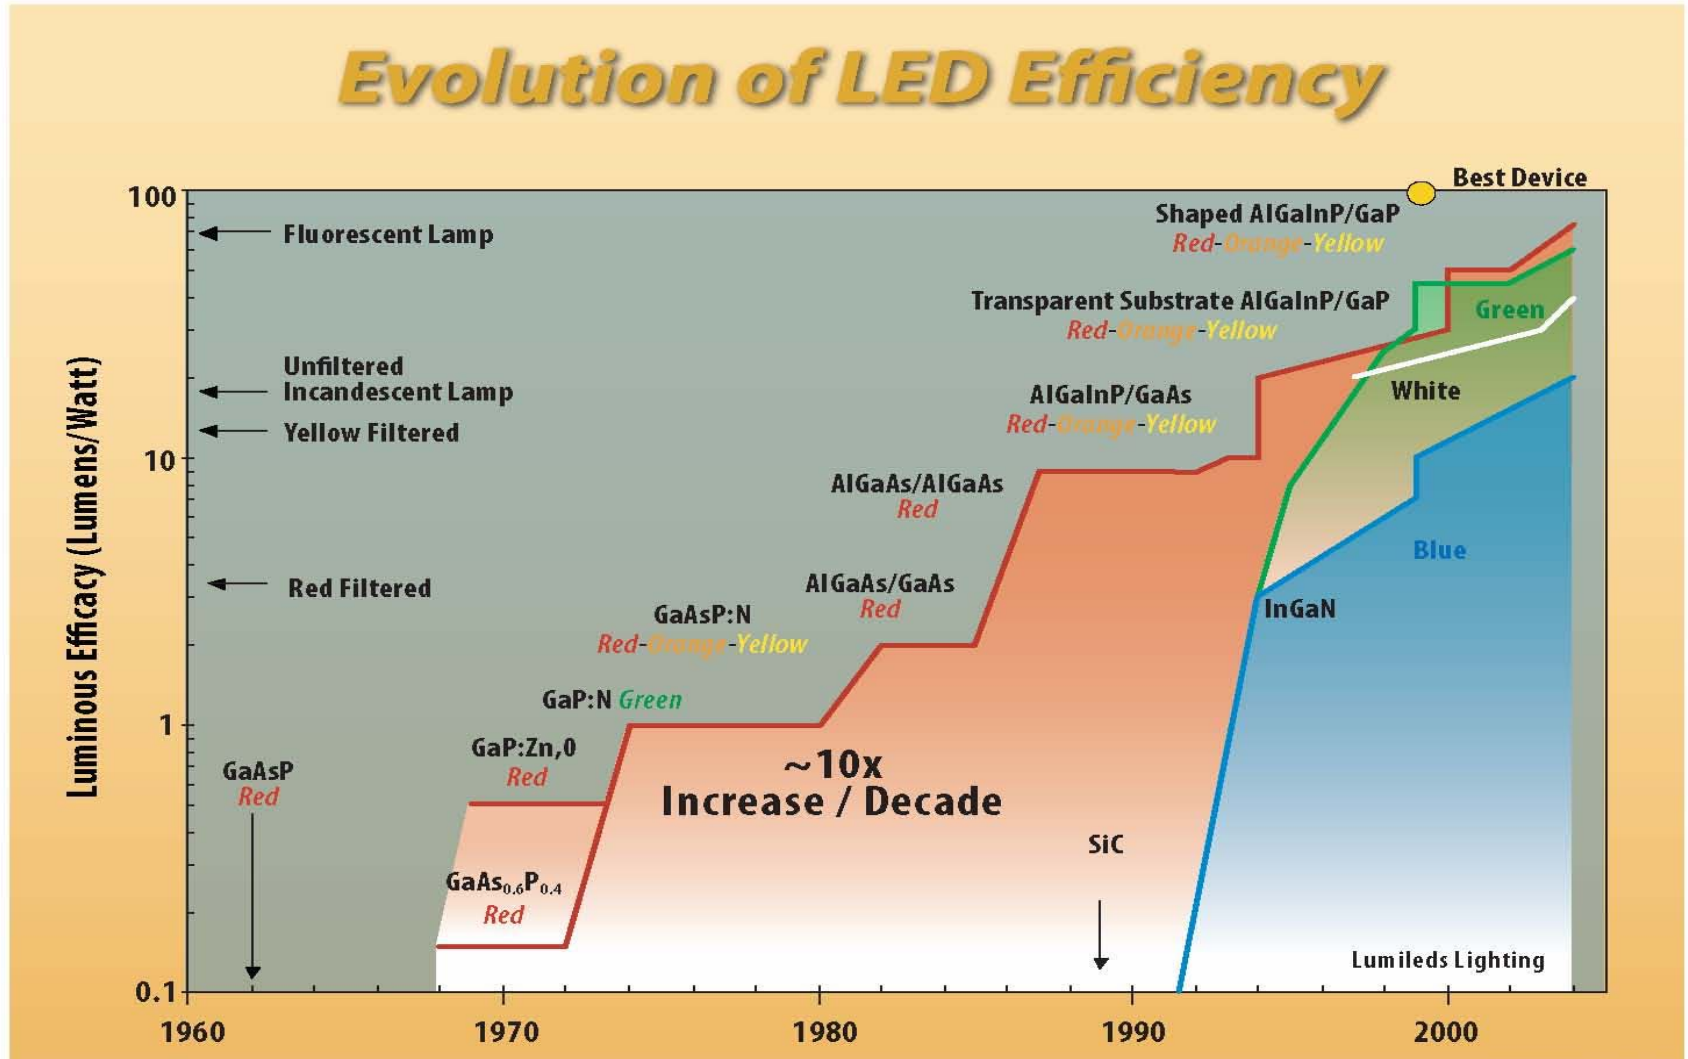 Evolution of LED Efficiency
Luminous Efficacy (Lumens/Watt)
100
10
1
0.1
Fluorescent Lamp
Unfiltered
Incandescent Lamp
Yellow Filtered
Red Filtered
GaAsP
Red
GaP:Zn,0
Red
GaAs₀.₆P₀.₄
Red
GaP:N Green
GaAsP:N
Red-Orange-Yellow
AlGaAs/GaAs
Red
AlGaAs/AlGaAs
Red
AlGaInP/GaAs
Red-Orange-Yellow
Transparent Substrate AlGaInP/GaP
Red-Orange-Yellow
Shaped AlGaInP/GaP
Red-Orange-Yellow
Best Device
Green
White
Blue
InGaN
~10x
Increase / Decade
SiC
Lumileds Lighting
1960
1970
1980
1990
2000